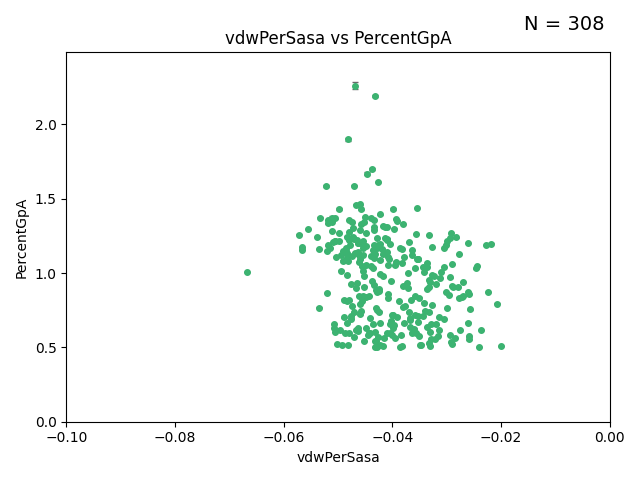 N = 308
vdwPerSasa vs PercentGpA
2.0
1.5
1.0
0.5
0.0
PercentGpA
−0.10 −0.08 −0.06 −0.04 −0.02 0.00
vdwPerSasa